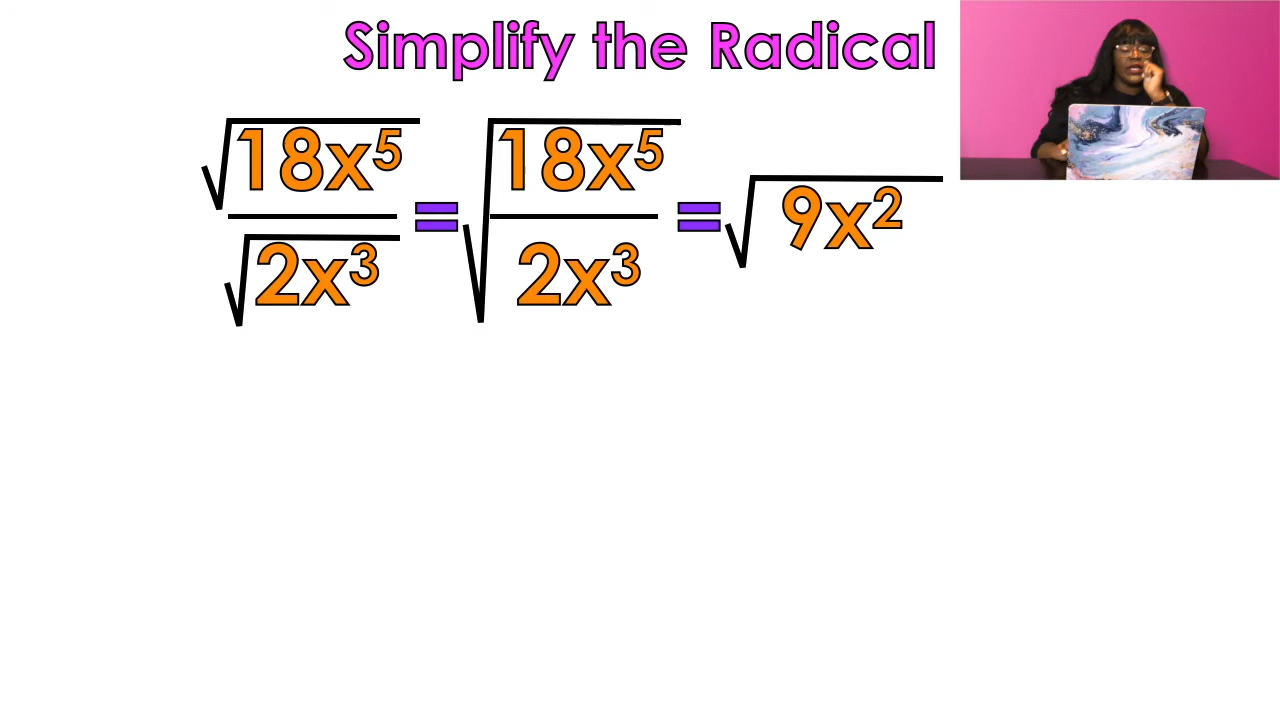 Simplify the Radical
√18x⁵ / √2x³ = √(18x⁵ / 2x³) = √9x²